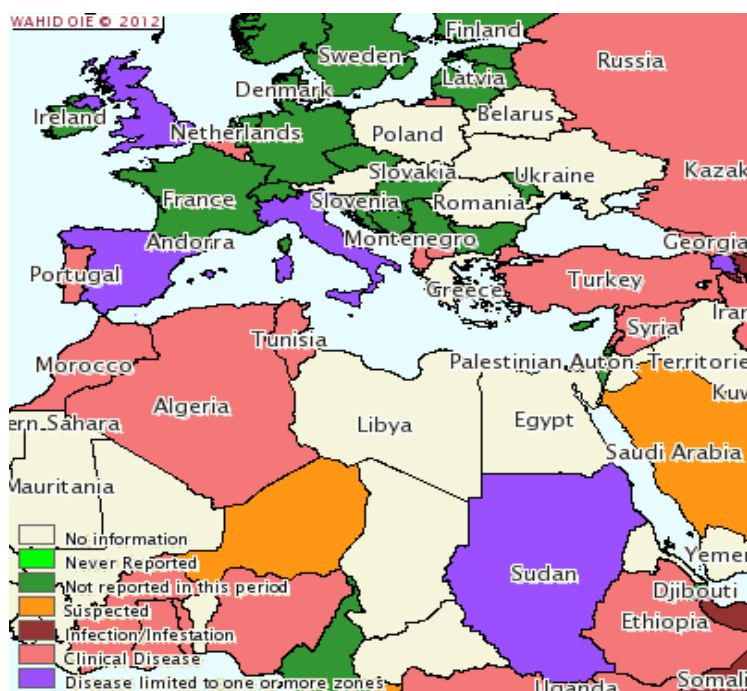 WAHID OIE © 2012
Finland
Sweden
Russia
Latvia
Denmark
Ireland
Belarus
Netherlands
Poland
Slovakia
Ukraine
Kazak
France
Slovenia
Romania
Andorra
Montenegro
Georgia
Portugal
Greece
Turkey
Iran
Syria
Tunisia
Morocco
Palestinian Auton. Territorie
Kuw
Algeria
ern Sahara
Libya
Egypt
Saudi Arabia
Mauritania
Yemen
Sudan
Djibouti
Ethiopia
Somal
Uganda
No information
Never Reported
Not reported in this period
Suspected
Infection/Infestation
Clinical Disease
Disease limited to one or more zones